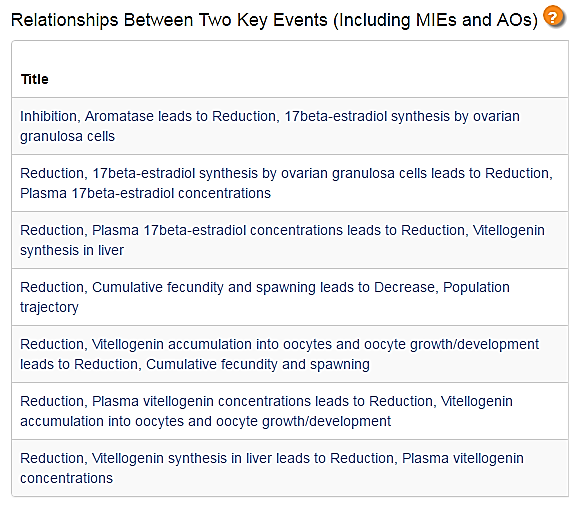 Relationships Between Two Key Events (Including MIEs and AOs) ?
Title
Inhibition, Aromatase leads to Reduction, 17beta-estradiol synthesis by ovarian
granulosa cells
Reduction, 17beta-estradiol synthesis by ovarian granulosa cells leads to Reduction,
Plasma 17beta-estradiol concentrations
Reduction, Plasma 17beta-estradiol concentrations leads to Reduction, Vitellogenin
synthesis in liver
Reduction, Cumulative fecundity and spawning leads to Decrease, Population
trajectory
Reduction, Vitellogenin accumulation into oocytes and oocyte growth/development
leads to Reduction, Cumulative fecundity and spawning
Reduction, Plasma vitellogenin concentrations leads to Reduction, Vitellogenin
accumulation into oocytes and oocyte growth/development
Reduction, Vitellogenin synthesis in liver leads to Reduction, Plasma vitellogenin
concentrations